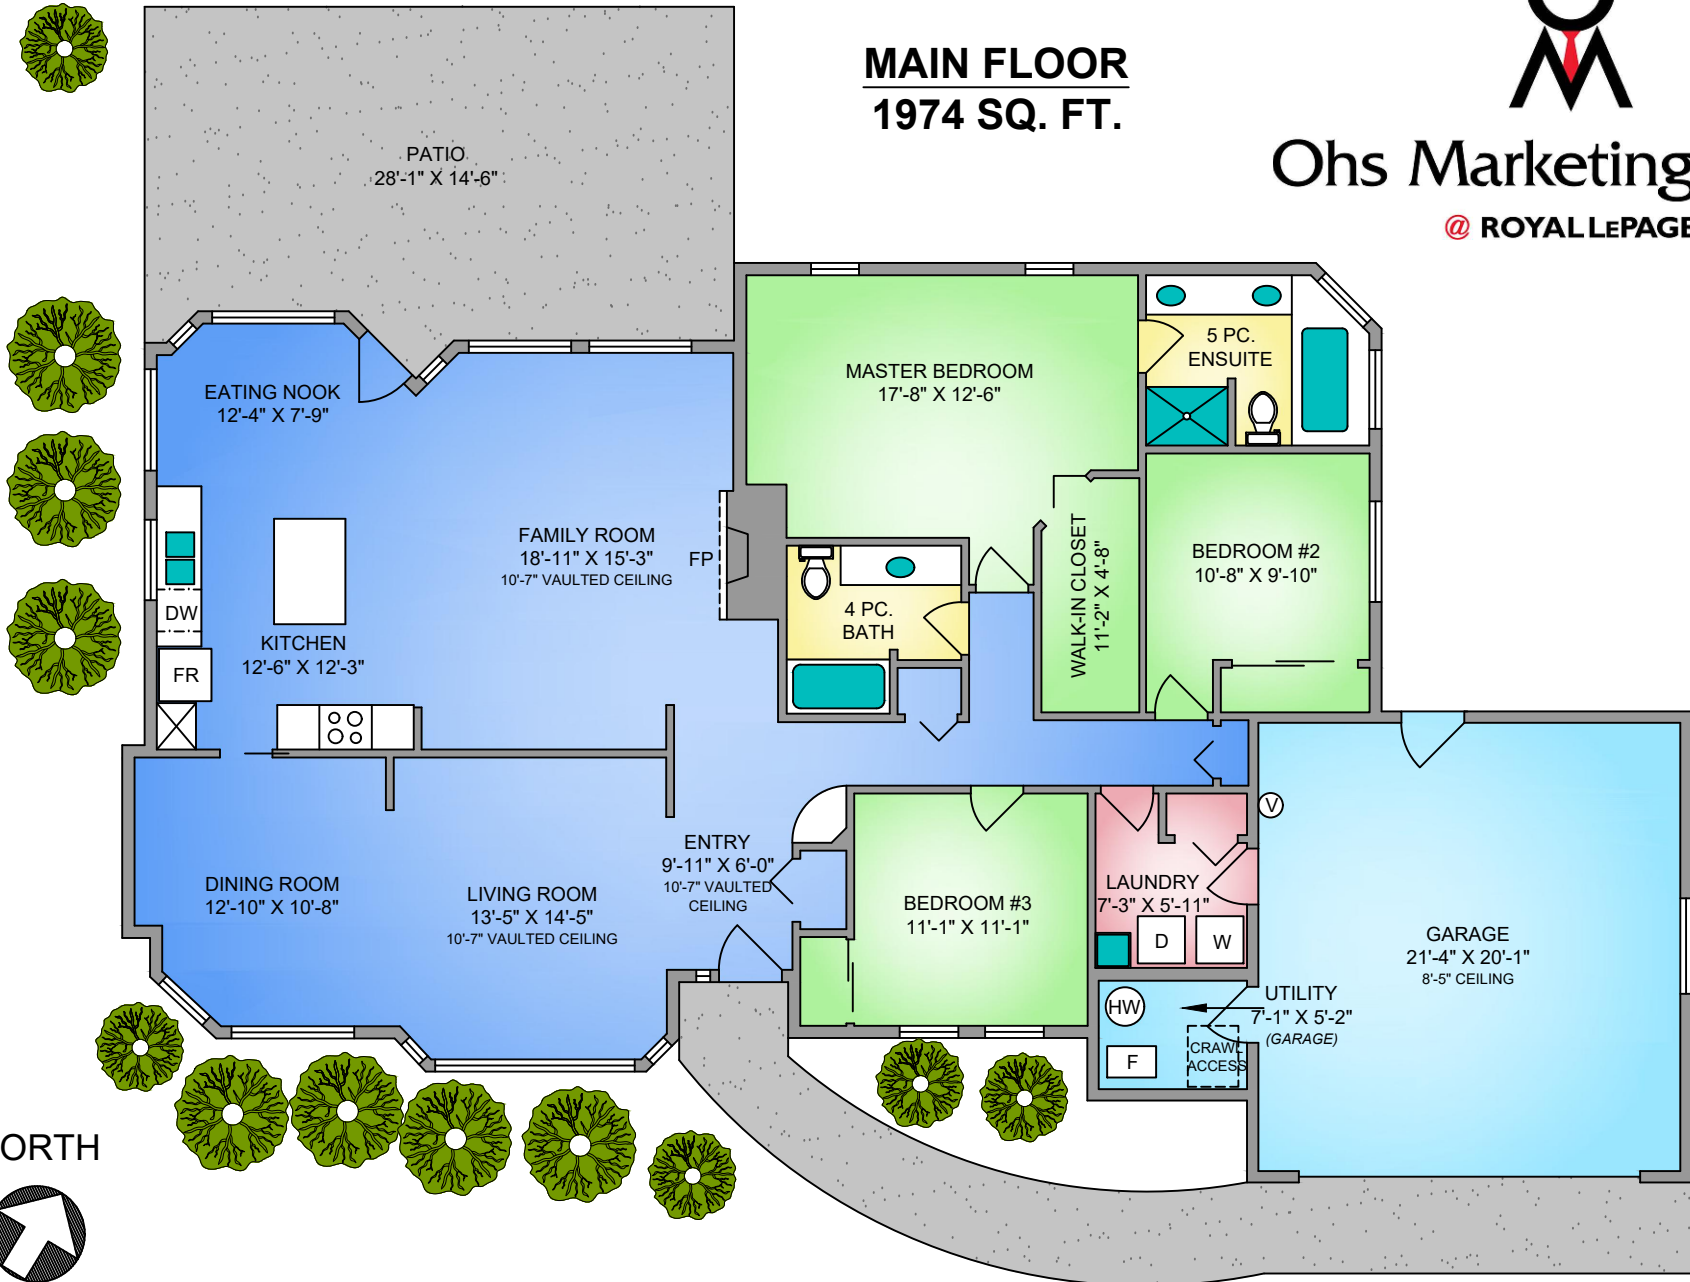 MAIN FLOOR
1974 SQ. FT.
Ohs Marketing
@ ROYAL LEPAGE
PATIO
28'-1" X 14'-6"
EATING NOOK
12'-4" X 7'-9"
MASTER BEDROOM
17'-8" X 12'-6"
5 PC.
ENSUITE
FAMILY ROOM
18'-11" X 15'-3"
10'-7" VAULTED CEILING
FP
WALK-IN CLOSET
11'-2" X 4'-8"
BEDROOM #2
10'-8" X 9'-10"
4 PC.
BATH
DW
KITCHEN
12'-6" X 12'-3"
FR
V
ENTRY
9'-11" X 6'-0"
10'-7" VAULTED
CEILING
DINING ROOM
12'-10" X 10'-8"
LIVING ROOM
13'-5" X 14'-5"
10'-7" VAULTED CEILING
BEDROOM #3
11'-1" X 11'-1"
LAUNDRY
7'-3" X 5'-11"
D
W
GARAGE
21'-4" X 20'-1"
8'-5" CEILING
HW
UTILITY
7'-1" X 5'-2"
(GARAGE)
F
CRAWL
ACCESS
ORTH